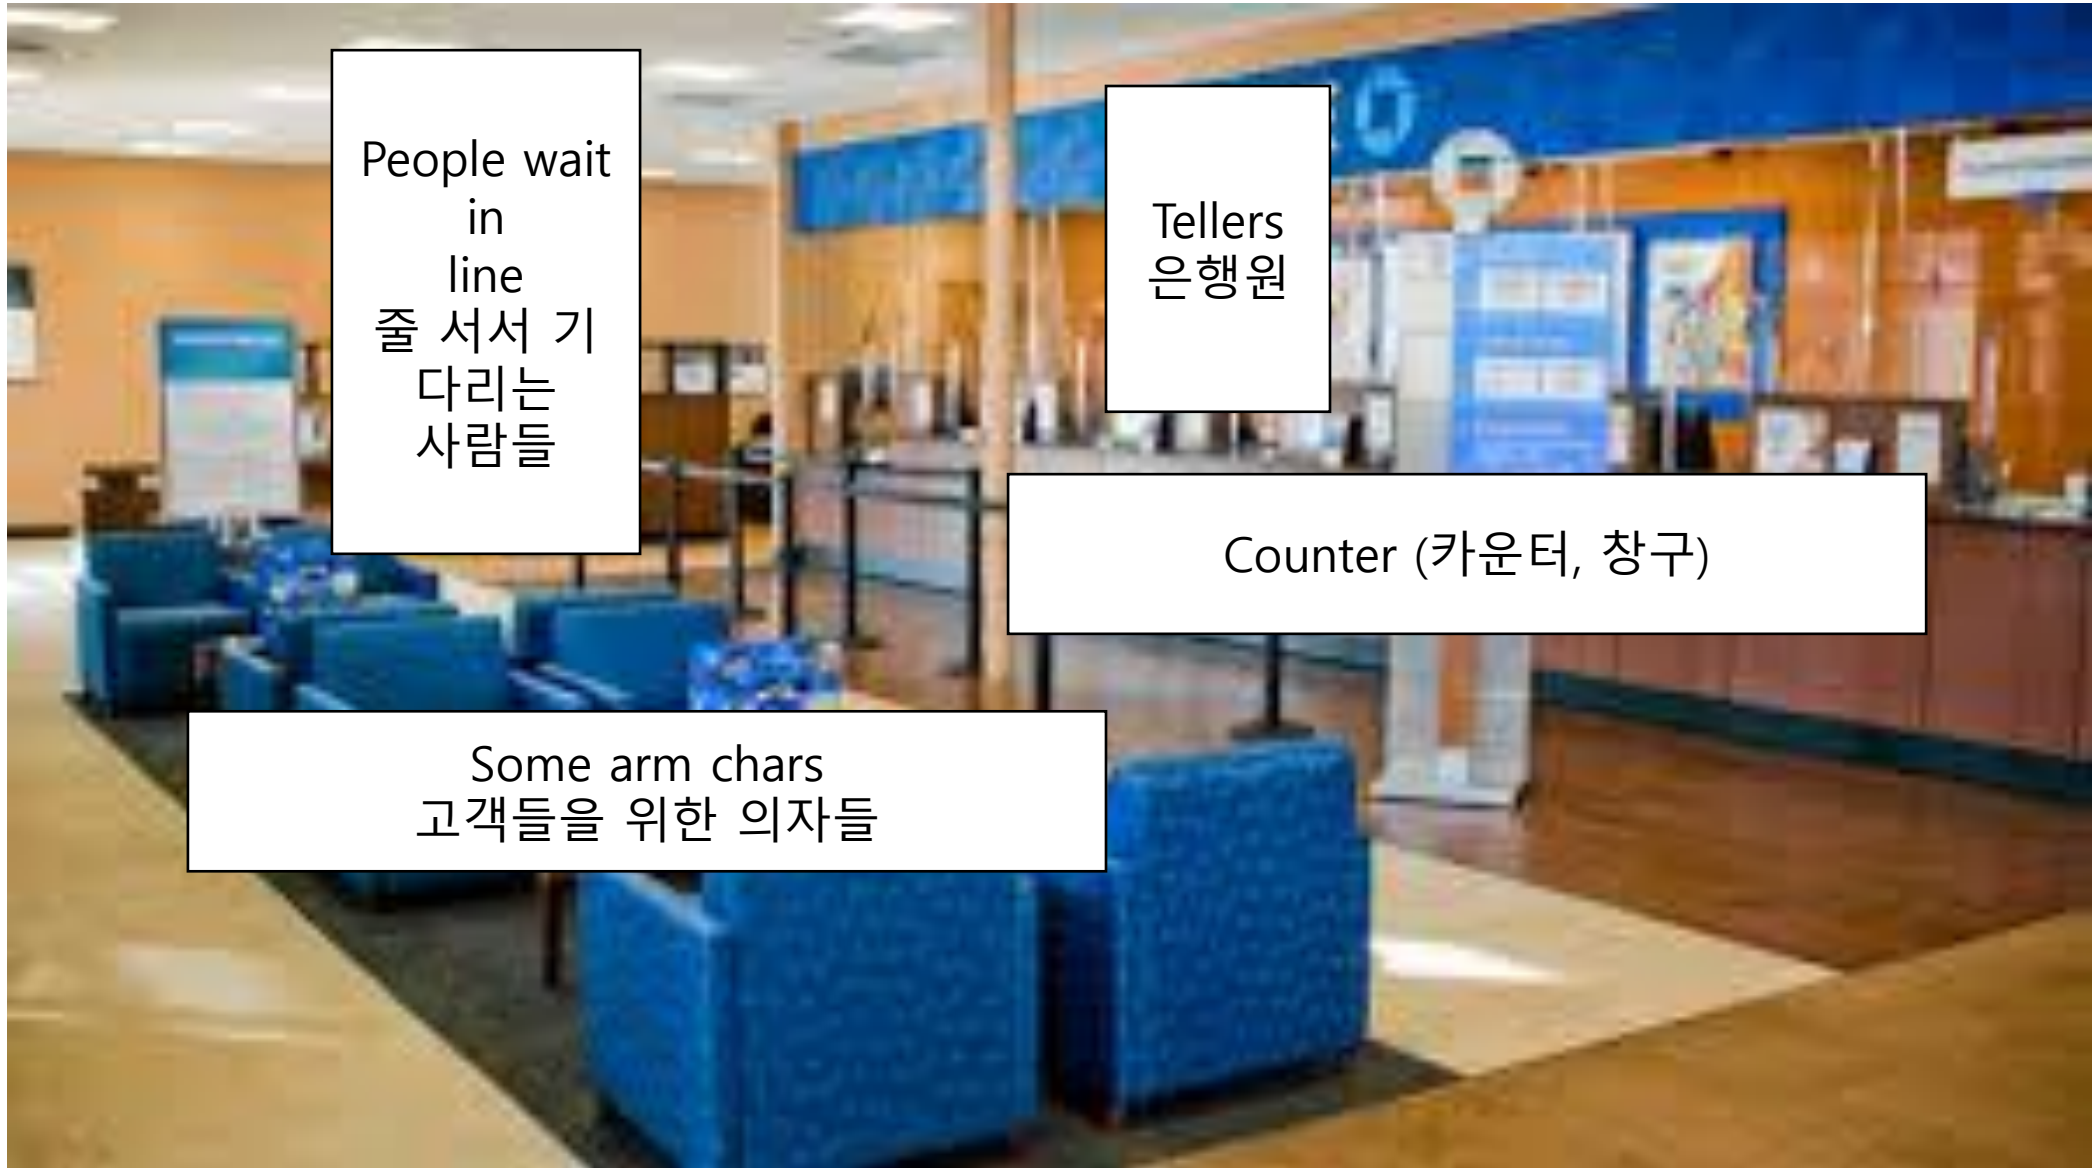 People wait
in
line
줄 서서 기
다리는
사람들
Tellers
은행원
Counter (카운터, 창구)
Some arm chars
고객들을 위한 의자들